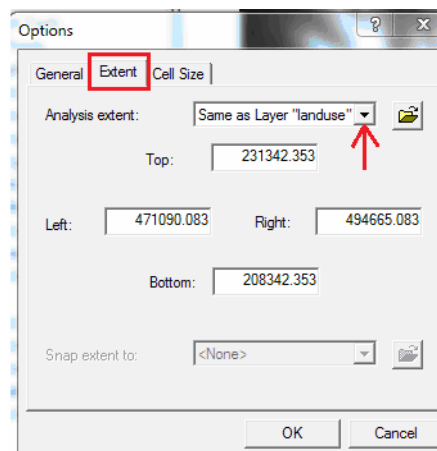 Options
General Extent Cell Size
Analysis extent: Same as Layer "landuse"
Top: 231342.353
Left: 471090.083 Right: 494665.083
Bottom: 208342.353
Snap extent to: <None>
OK Cancel